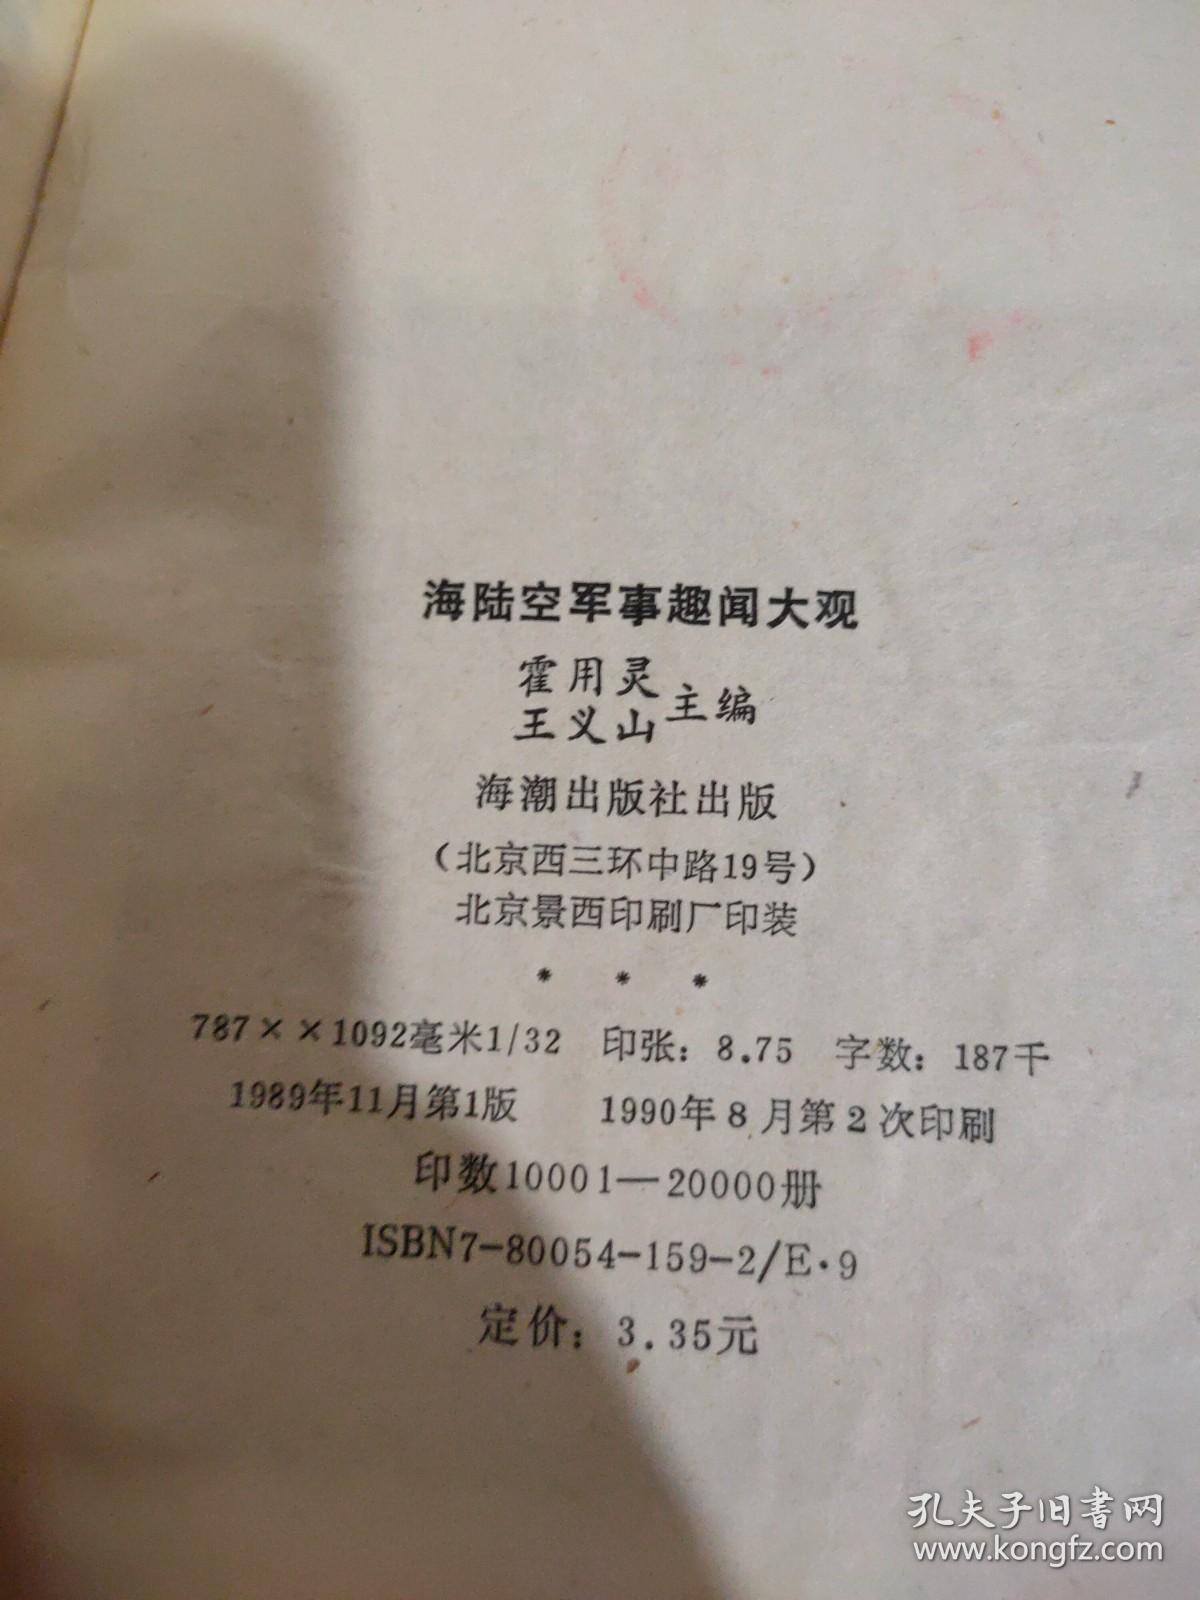 海陆空军事趣闻大观
霍用灵
王义山 主编
海潮出版社出版
（北京西三环中路19号）
北京景西印刷厂印装
* * *
787××1092毫米1/32 印张：8.75 字数：187千
1989年11月第1版 1990年8月第2次印刷
印数10001—20000册
ISBN7-80054-159-2/E·9
定价：3.35元
孔夫子旧书网
www.kongfz.com